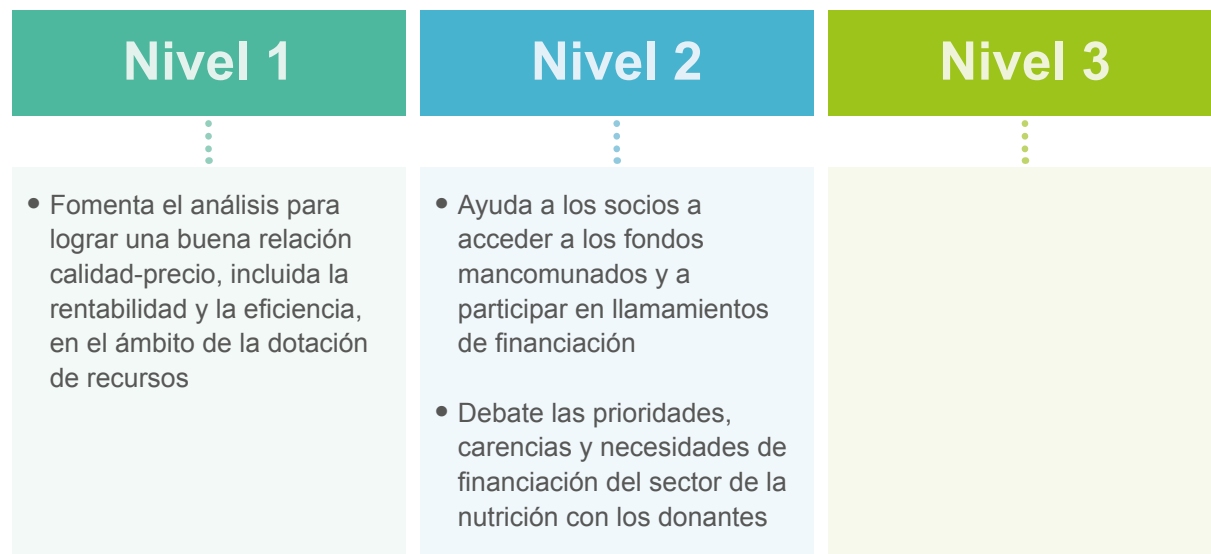 Nivel 1
Nivel 2
Nivel 3
• Fomenta el análisis para
lograr una buena relación
calidad-precio, incluida la
rentabilidad y la eficiencia,
en el ámbito de la dotación
de recursos
• Ayuda a los socios a
acceder a los fondos
mancomunados y a
participar en llamamientos
de financiación
• Debate las prioridades,
carencias y necesidades de
financiación del sector de la
nutrición con los donantes